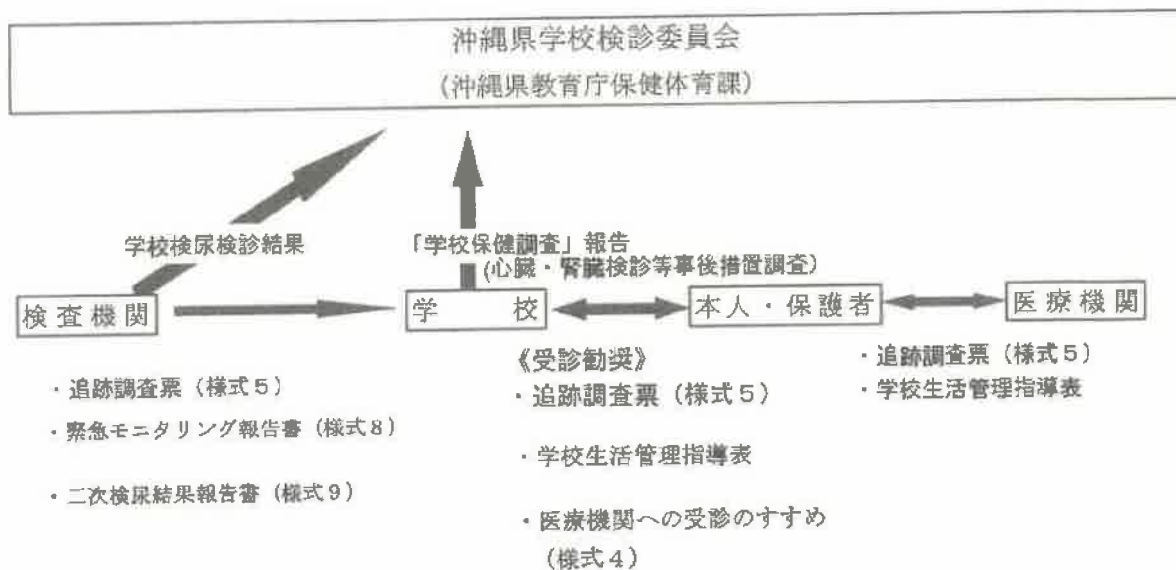 沖縄県学校検診委員会
(沖縄県教育庁保健体育課)
学校検尿検診結果
「学校保健調査」報告
(心臓・腎臓検診等事後措置調査)
検査機関
学　校
本人・保護者
医療機関
・追跡調査票（様式５）
・緊急モニタリング報告書（様式８）
・二次検尿結果報告書（様式９）
《受診勧奨》
・追跡調査票（様式５）
・学校生活管理指導表
・医療機関への受診のすすめ
（様式４）
・追跡調査票（様式５）
・学校生活管理指導表